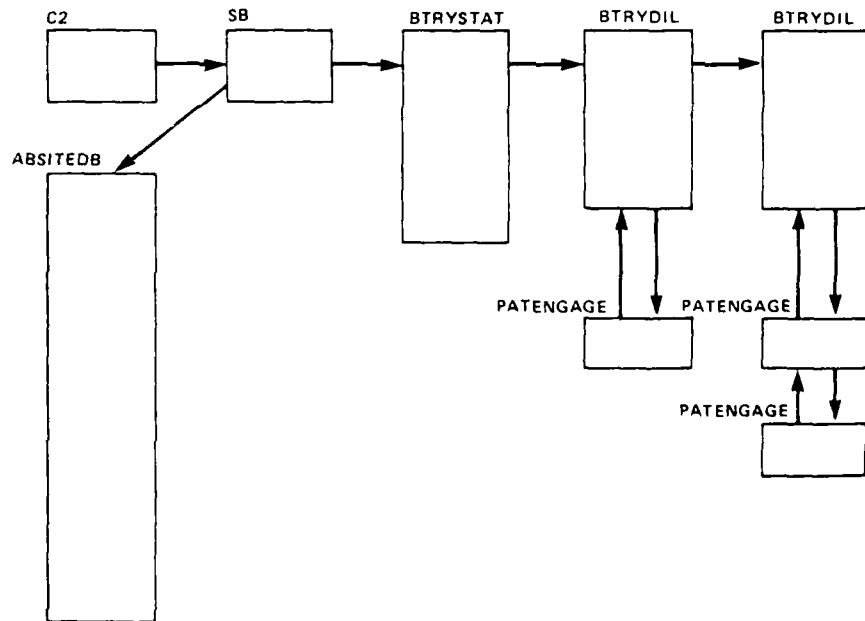 C2
SB
BTRYSTAT
BTRYDIL
BTRYDIL
ABSITEDB
PATENGAGE
PATENGAGE
PATENGAGE